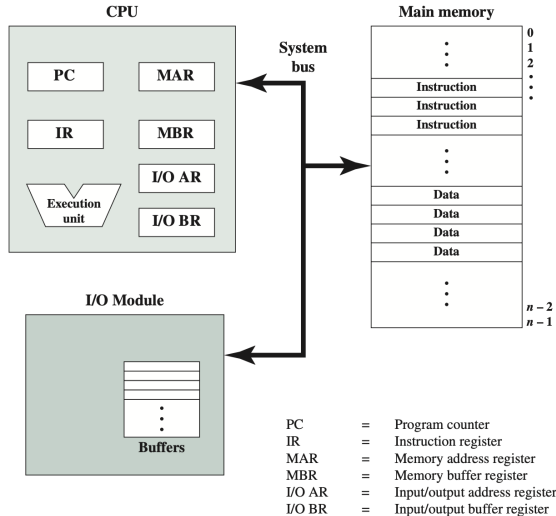 CPU
Main memory
System
bus
PC
MAR
IR
MBR
I/O AR
Execution
unit
I/O BR
0
1
2
Instruction
Instruction
Instruction
Data
Data
Data
Data
n – 2
n – 1
I/O Module
Buffers
PC = Program counter
IR = Instruction register
MAR = Memory address register
MBR = Memory buffer register
I/O AR = Input/output address register
I/O BR = Input/output buffer register